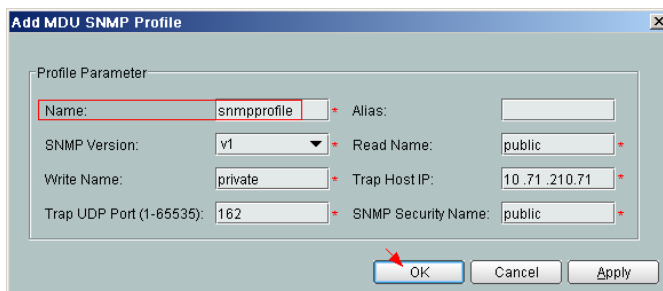 Add MDU SNMP Profile
Profile Parameter
Name: snmpprofile * Alias:
SNMP Version: v1 * Read Name: public *
Write Name: private * Trap Host IP: 10 .71 .210.71 *
Trap UDP Port (1-65535): 162 * SNMP Security Name: public *
OK Cancel Apply